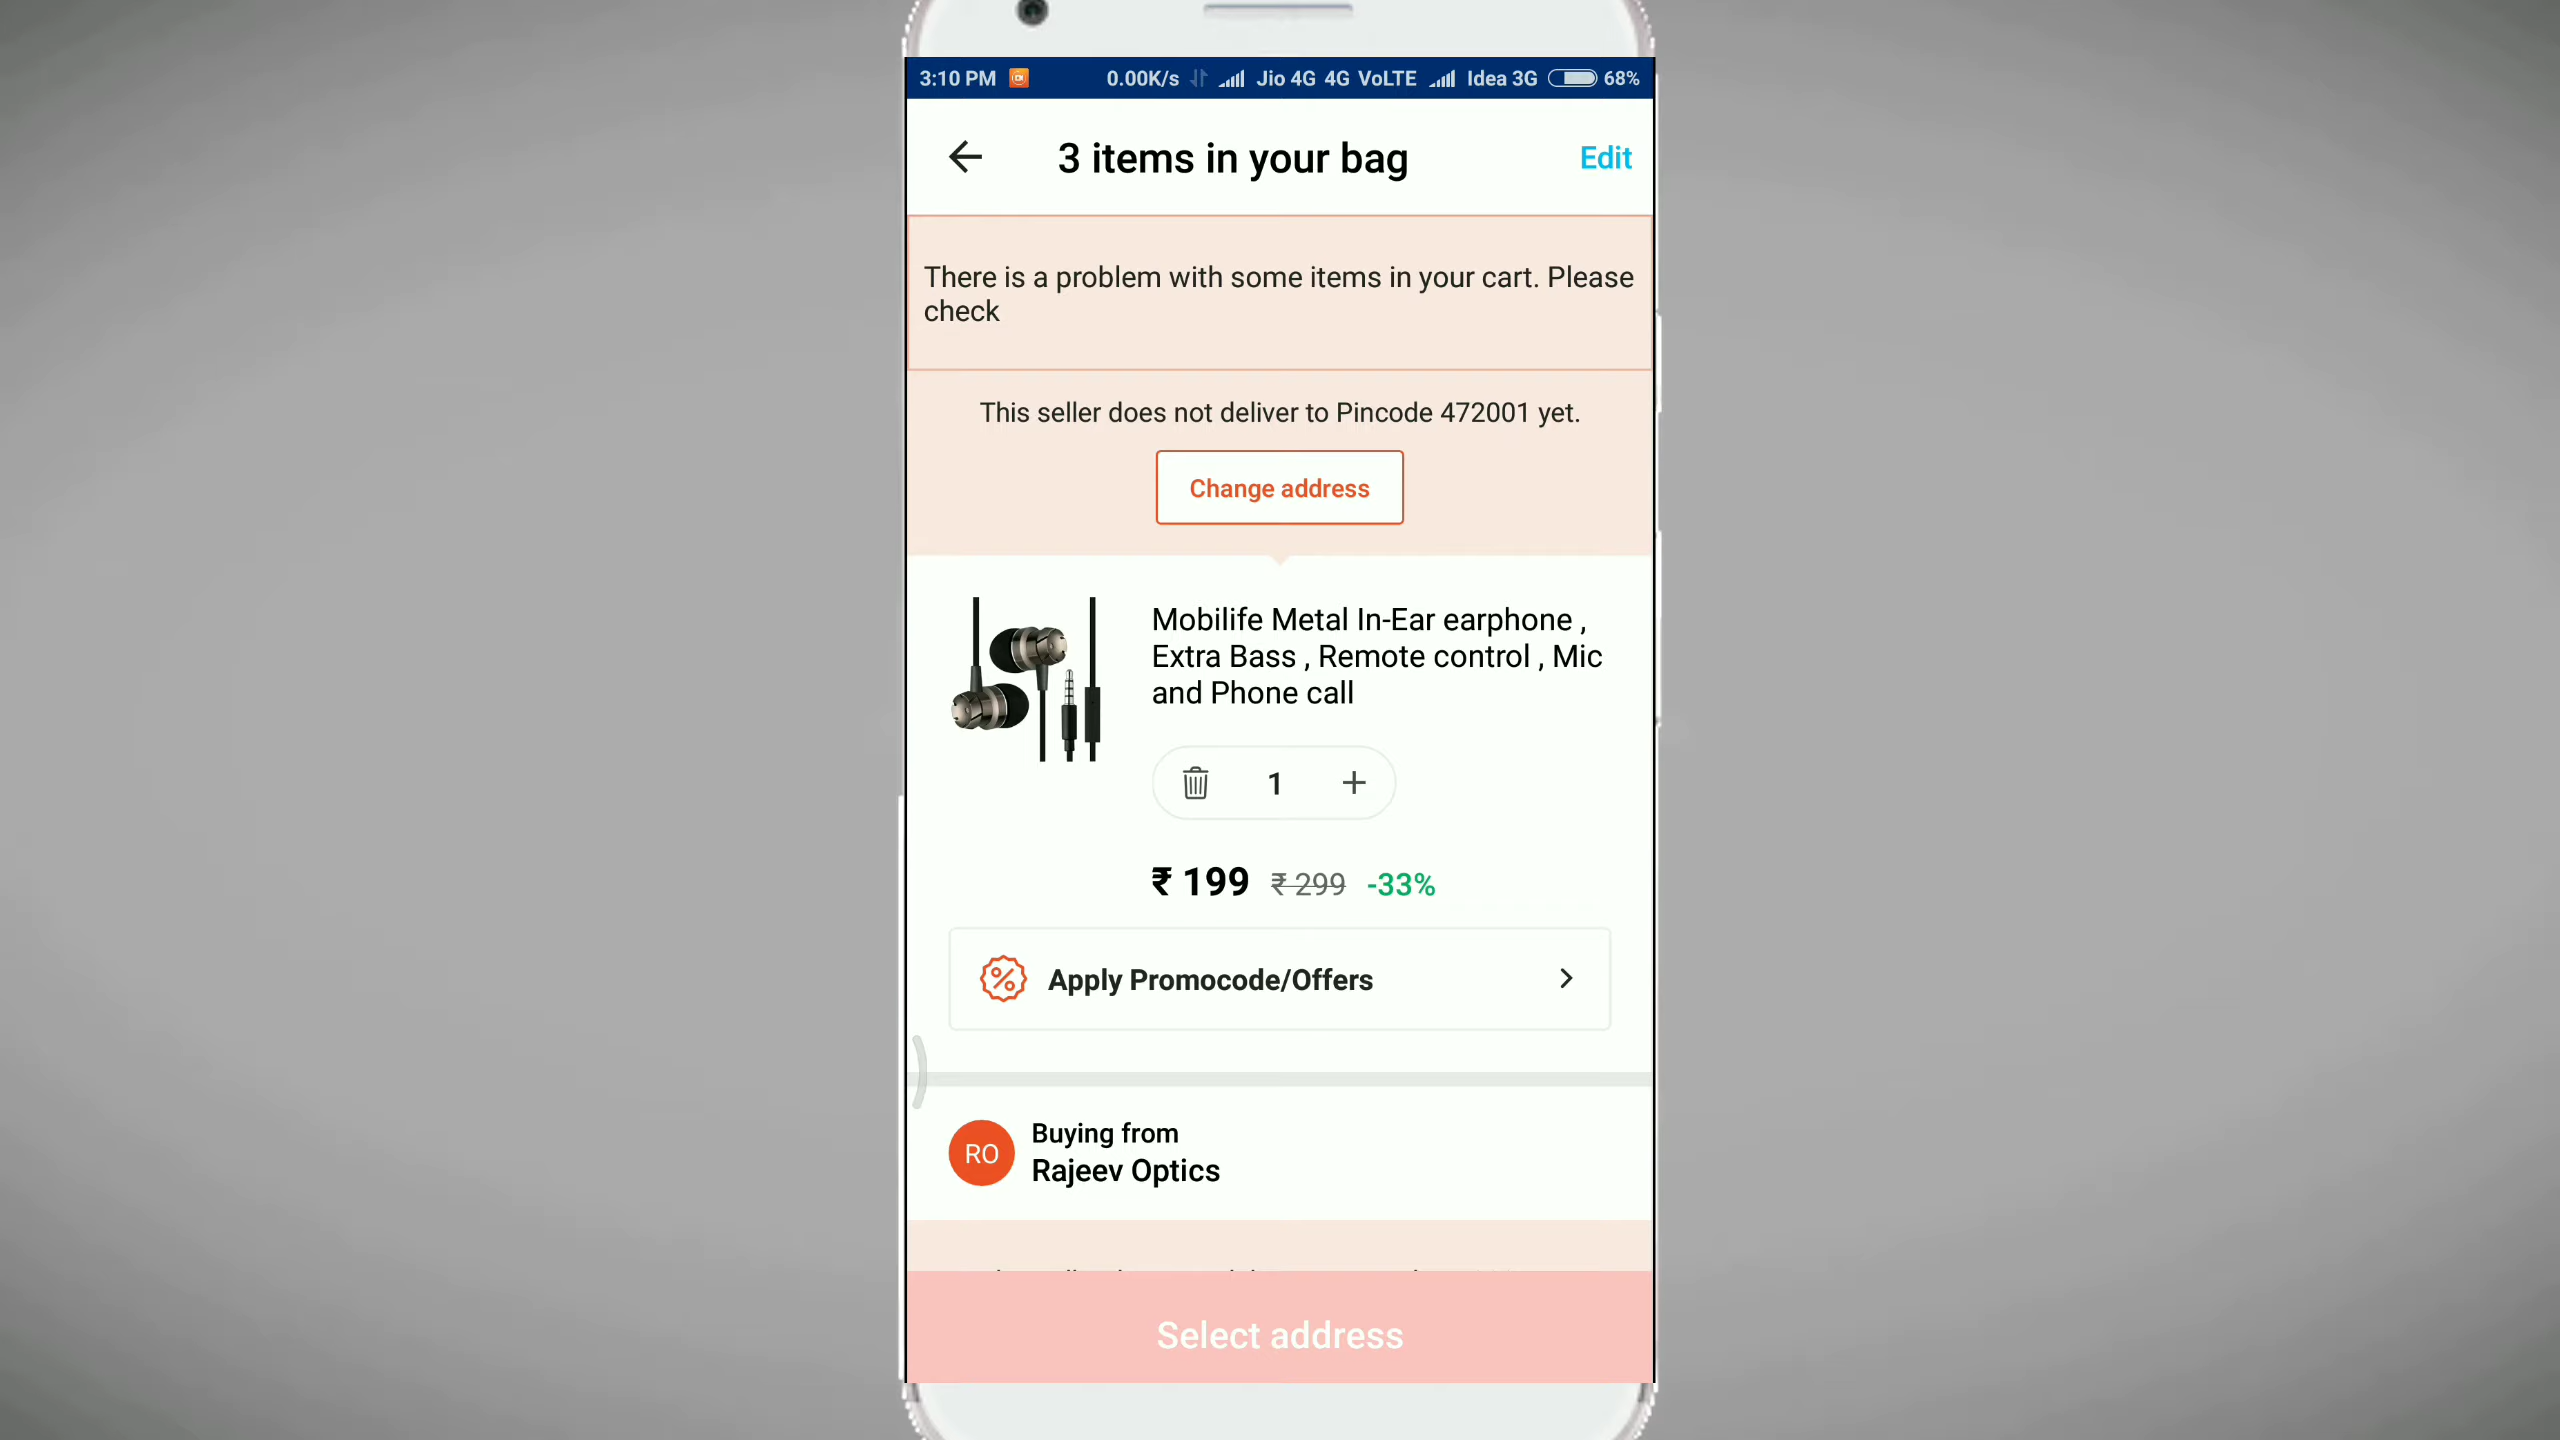 3:10 PM 0.00K/s Jio 4G 4G VoLTE Idea 3G 68%
3 items in your bag
Edit
There is a problem with some items in your cart. Please
check
This seller does not deliver to Pincode 472001 yet.
Change address
Mobilife Metal In-Ear earphone ,
Extra Bass , Remote control , Mic
and Phone call
1 +
₹ 199 ₹ 299 -33%
Apply Promocode/Offers
RO
Buying from
Rajeev Optics
Select address